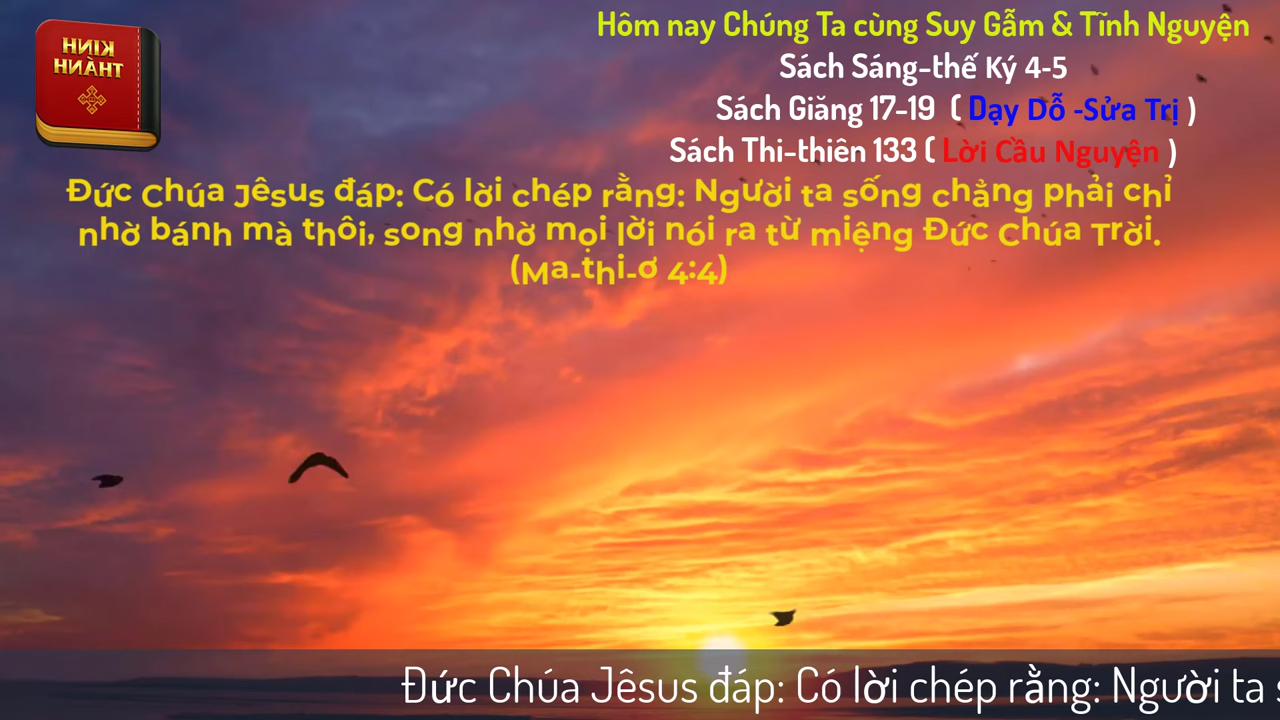 KINH
THÀNH
Hôm nay Chúng Ta cùng Suy Gẫm & Tĩnh Nguyện
Sách Sáng-thế Ký 4-5
Sách Giăng 17-19 ( Dạy Dỗ -Sửa Trị )
Sách Thi-thiên 133 ( Lời Cầu Nguyện )
Đức Chúa Jêsus đáp: Có lời chép rằng: Người ta sống chẳng phải chỉ
nhờ bánh mà thôi, song nhờ mọi lời nói ra từ miệng Đức Chúa Trời.
(Ma-thi-ơ 4:4)
Đức Chúa Jêsus đáp: Có lời chép rằng: Người ta